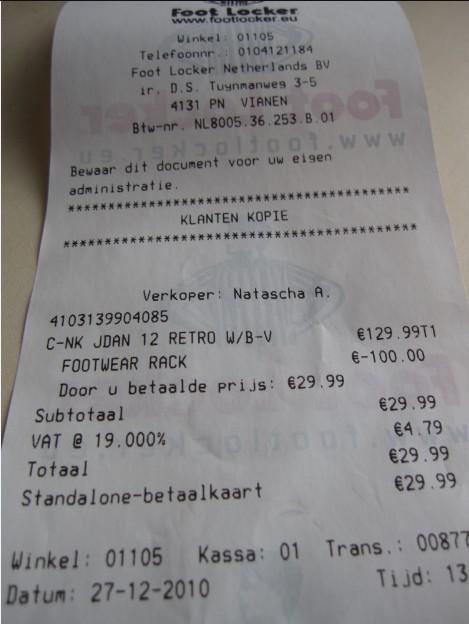 Foot Locker
www.footlocker.eu
Winkel: 01105
Telefoonnr.: 0104121184
Foot Locker Netherlands BV
ir. D.S. Tuynmanweg 3-5
4131 PN VIANEN
Btw-nr. NL8005.36.253.B.01
Bewaar dit document voor uw eigen
administratie.
******************************************
KLANTEN KOPIE
******************************************
Verkoper: Natascha A.
4103139904085
C-NK JDAN 12 RETRO W/B-V €129.99T1
FOOTWEAR RACK €-100.00
Door u betaalde prijs: €29.99
Subtotaal €29.99
VAT @ 19.000% €4.79
Totaal €29.99
Standalone-betaalkaart €29.99
Winkel: 01105 Kassa: 01 Trans.: 00877
Datum: 27-12-2010 Tijd: 13